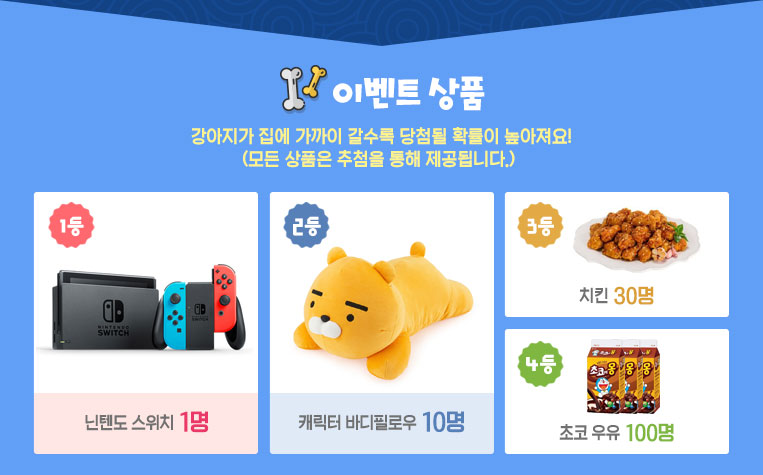 이벤트 상품
강아지가 집에 가까이 갈수록 당첨될 확률이 높아져요!
(모든 상품은 추첨을 통해 제공됩니다.)
1등
NINTENDO
SWITCH
닌텐도 스위치 1명
2등
캐릭터 바디필로우 10명
3등
치킨 30명
4등
초코 우유 100명